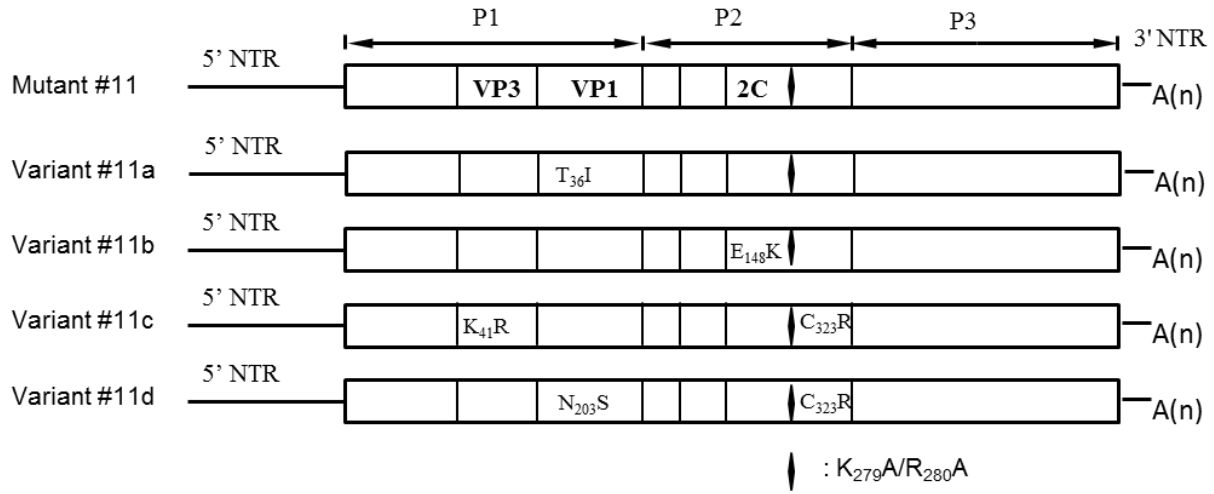 P1 P2 P3
5’ NTR 3' NTR
Mutant #11 VP3 VP1 2C A(n)
5’ NTR
Variant #11a T₃₆I A(n)
5’ NTR
Variant #11b E₁₄₈K A(n)
5’ NTR
Variant #11c K₄₁R C₃₂₃R A(n)
5’ NTR
Variant #11d N₂₀₃S C₃₂₃R A(n)
: K₂₇₉A/R₂₈₀A